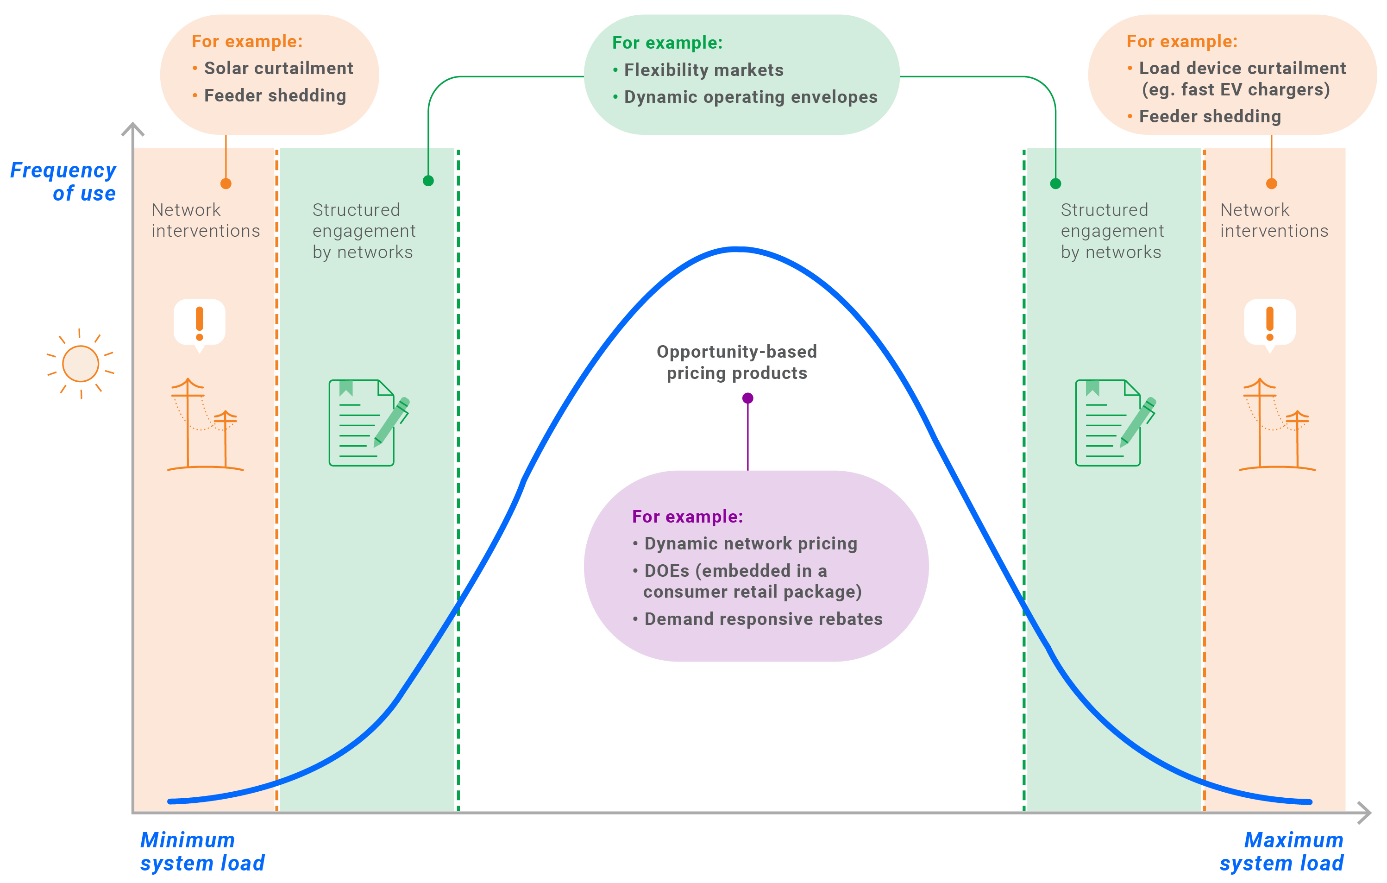 For example:
• Solar curtailment
• Feeder shedding
For example:
• Flexibility markets
• Dynamic operating envelopes
For example:
• Load device curtailment
(eg. fast EV chargers)
• Feeder shedding
Frequency
of use
Network
interventions
Structured
engagement
by networks
Structured
engagement
by networks
Network
interventions
Opportunity-based
pricing products
For example:
• Dynamic network pricing
• DOEs (embedded in a
consumer retail package)
• Demand responsive rebates
Minimum
system load
Maximum
system load